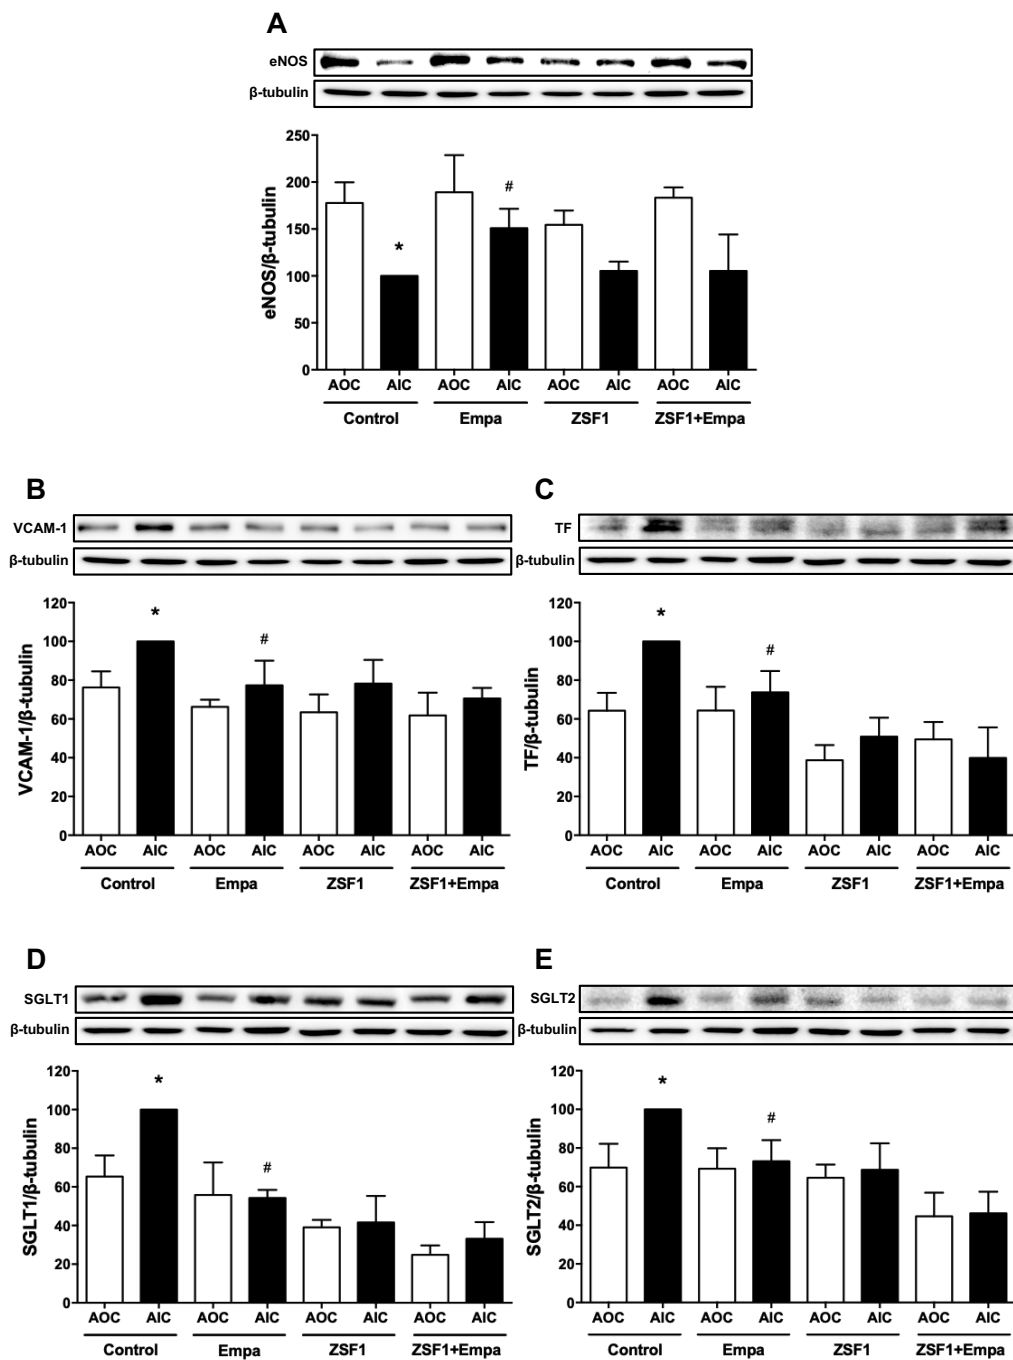 A
eNOS
β-tubulin
eNOS/β-tubulin
250
200
150
100
50
0
*
#
AOC AIC AOC AIC AOC AIC AOC AIC
Control Empa ZSF1 ZSF1+Empa
B
VCAM-1
β-tubulin
VCAM-1/β-tubulin
120
100
80
60
40
20
0
*
#
AOC AIC AOC AIC AOC AIC AOC AIC
Control Empa ZSF1 ZSF1+Empa
C
TF
β-tubulin
TF/β-tubulin
120
100
80
60
40
20
0
*
#
AOC AIC AOC AIC AOC AIC AOC AIC
Control Empa ZSF1 ZSF1+Empa
D
SGLT1
β-tubulin
SGLT1/β-tubulin
120
100
80
60
40
20
0
*
#
AOC AIC AOC AIC AOC AIC AOC AIC
Control Empa ZSF1 ZSF1+Empa
E
SGLT2
β-tubulin
SGLT2/β-tubulin
120
100
80
60
40
20
0
*
#
AOC AIC AOC AIC AOC AIC AOC AIC
Control Empa ZSF1 ZSF1+Empa